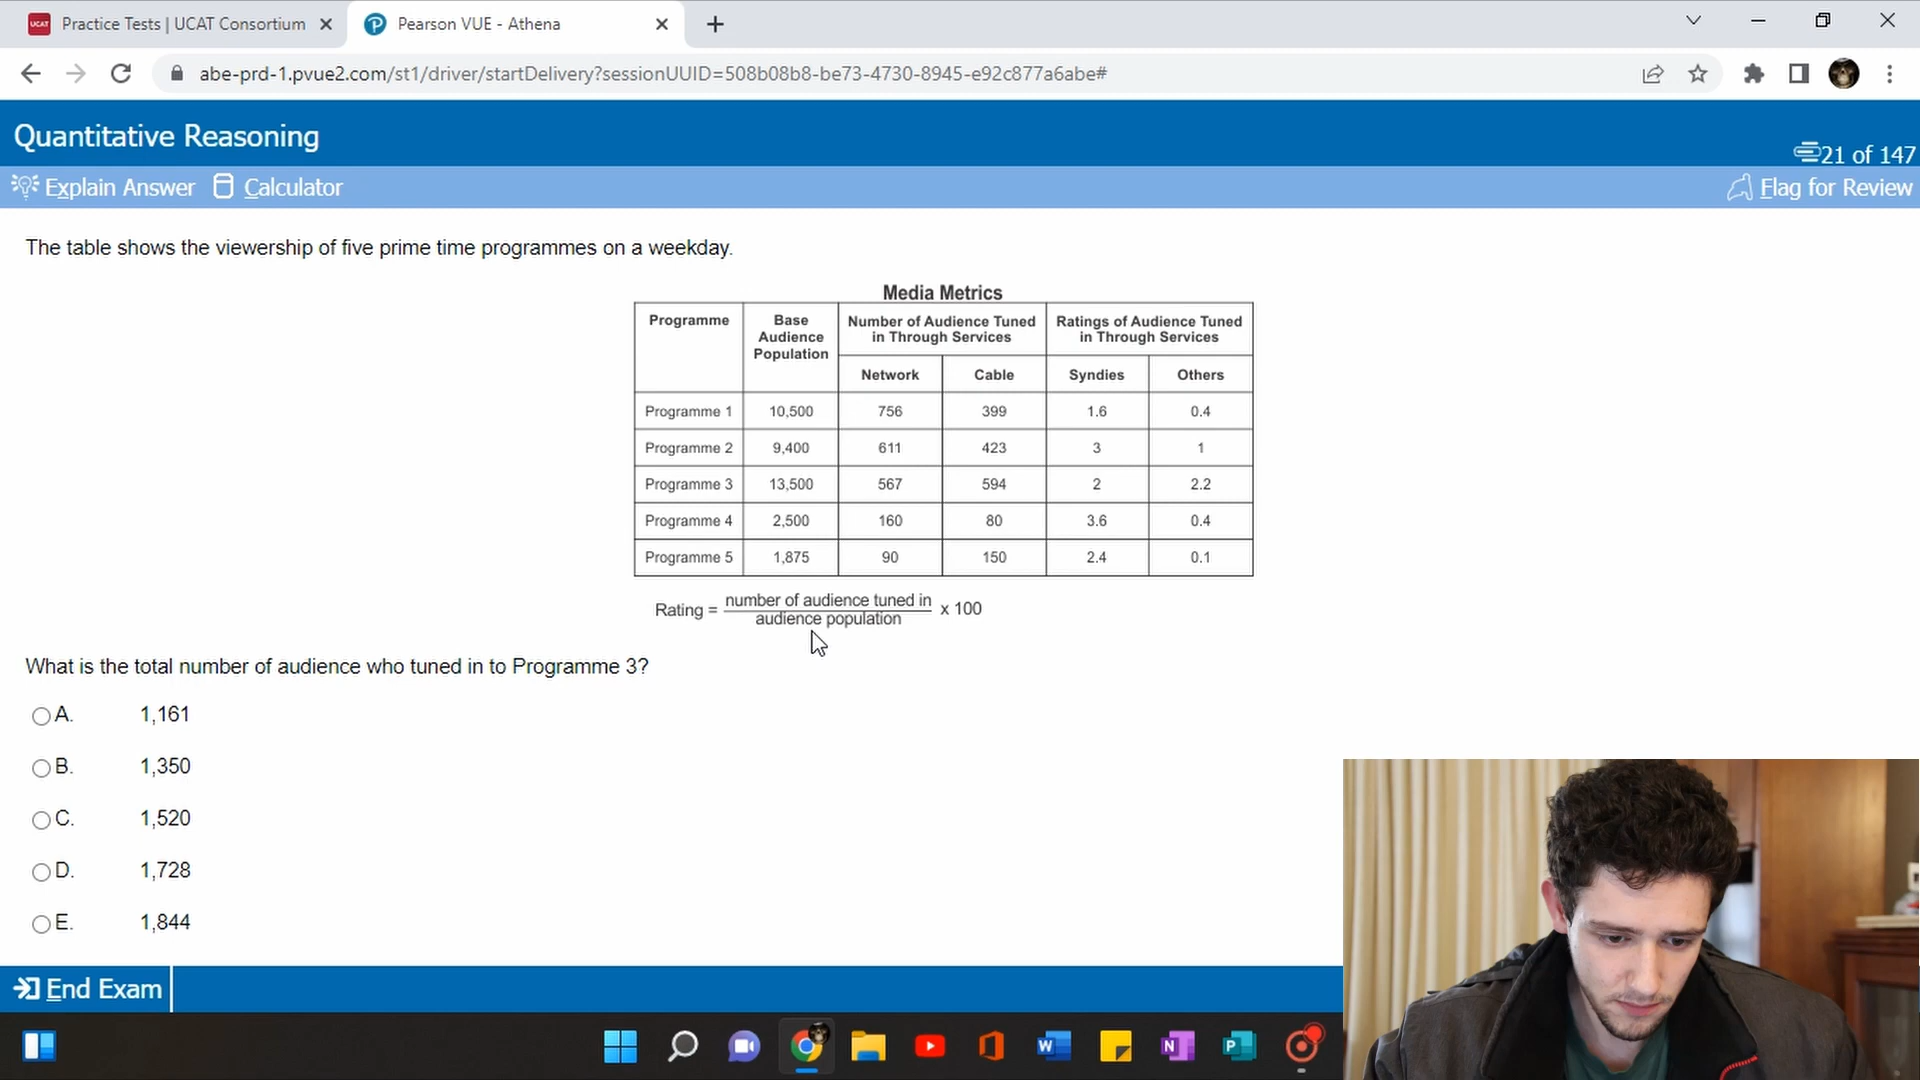 UCAT Practice Tests | UCAT Consortium
Pearson VUE - Athena
abe-prd-1.pvue2.com/st1/driver/startDelivery?sessionUUID=508b08b8-be73-4730-8945-e92c877a6abe#
Quantitative Reasoning
21 of 147
Explain Answer Calculator
Flag for Review
The table shows the viewership of five prime time programmes on a weekday.
Media Metrics
Programme Base Audience Population Number of Audience Tuned in Through Services Ratings of Audience Tuned in Through Services
Network Cable Syndies Others
Programme 1 10,500 756 399 1.6 0.4
Programme 2 9,400 611 423 3 1
Programme 3 13,500 567 594 2 2.2
Programme 4 2,500 160 80 3.6 0.4
Programme 5 1,875 90 150 2.4 0.1
Rating = number of audience tuned in / audience population x 100
What is the total number of audience who tuned in to Programme 3?
A. 1,161
B. 1,350
C. 1,520
D. 1,728
E. 1,844
End Exam